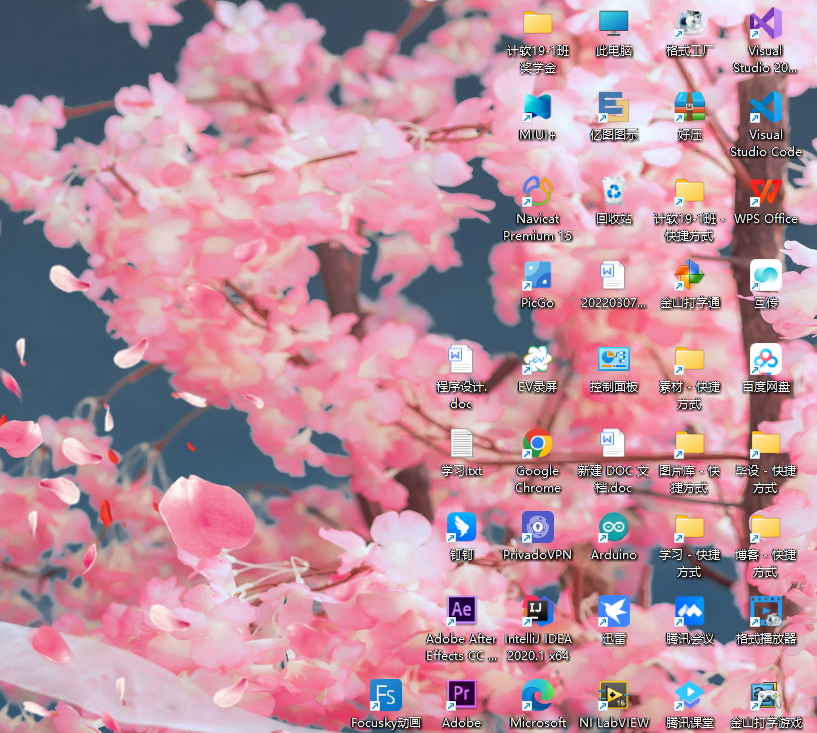 计软19-1班
奖学金
此电脑
格式工厂
Visual
Studio 20...
MIUI+
亿图图示
好压
Visual
Studio Code
Navicat
Premium 15
回收站
计软19-1班 -
快捷方式
WPS Office
PicGo
20220307...
金山打字通
互传
程序设计.
doc
EV录屏
控制面板
素材 - 快捷
方式
百度网盘
学习.txt
Google
Chrome
新建 DOC 文
档.doc
图片库 - 快
捷方式
毕设 - 快捷
方式
钉钉
PrivadoVPN
Arduino
学习 - 快捷
方式
博客 - 快捷
方式
Adobe After
Effects CC ...
IntelliJ IDEA
2020.1 x64
迅雷
腾讯会议
格式播放器
Focusky动画
Adobe
Microsoft
NI LabVIEW
腾讯课堂
金山打字游戏